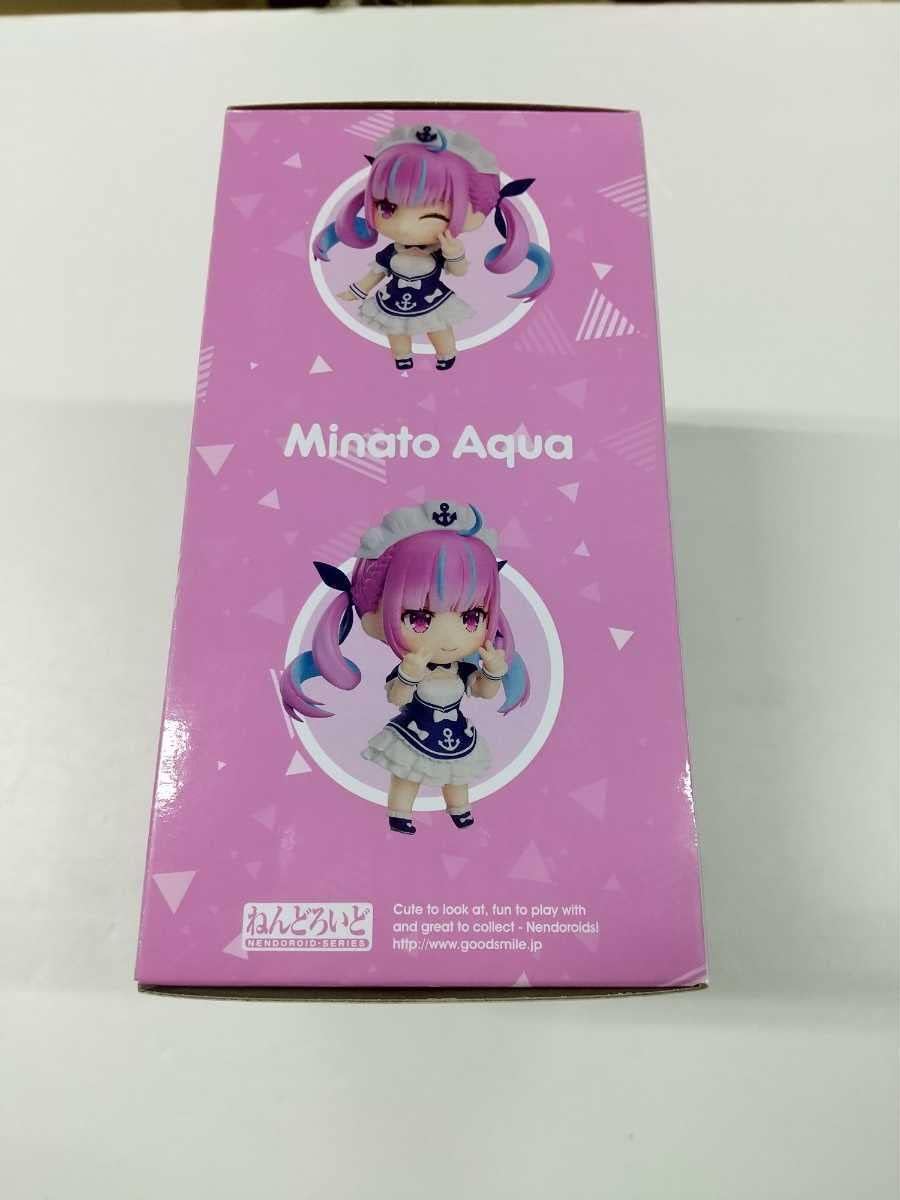 Minato Aqua
ねんどろいど
NENDOROID·SERIES
Cute to look at, fun to play with
and great to collect - Nendoroids!
http://www.goodsmile.jp